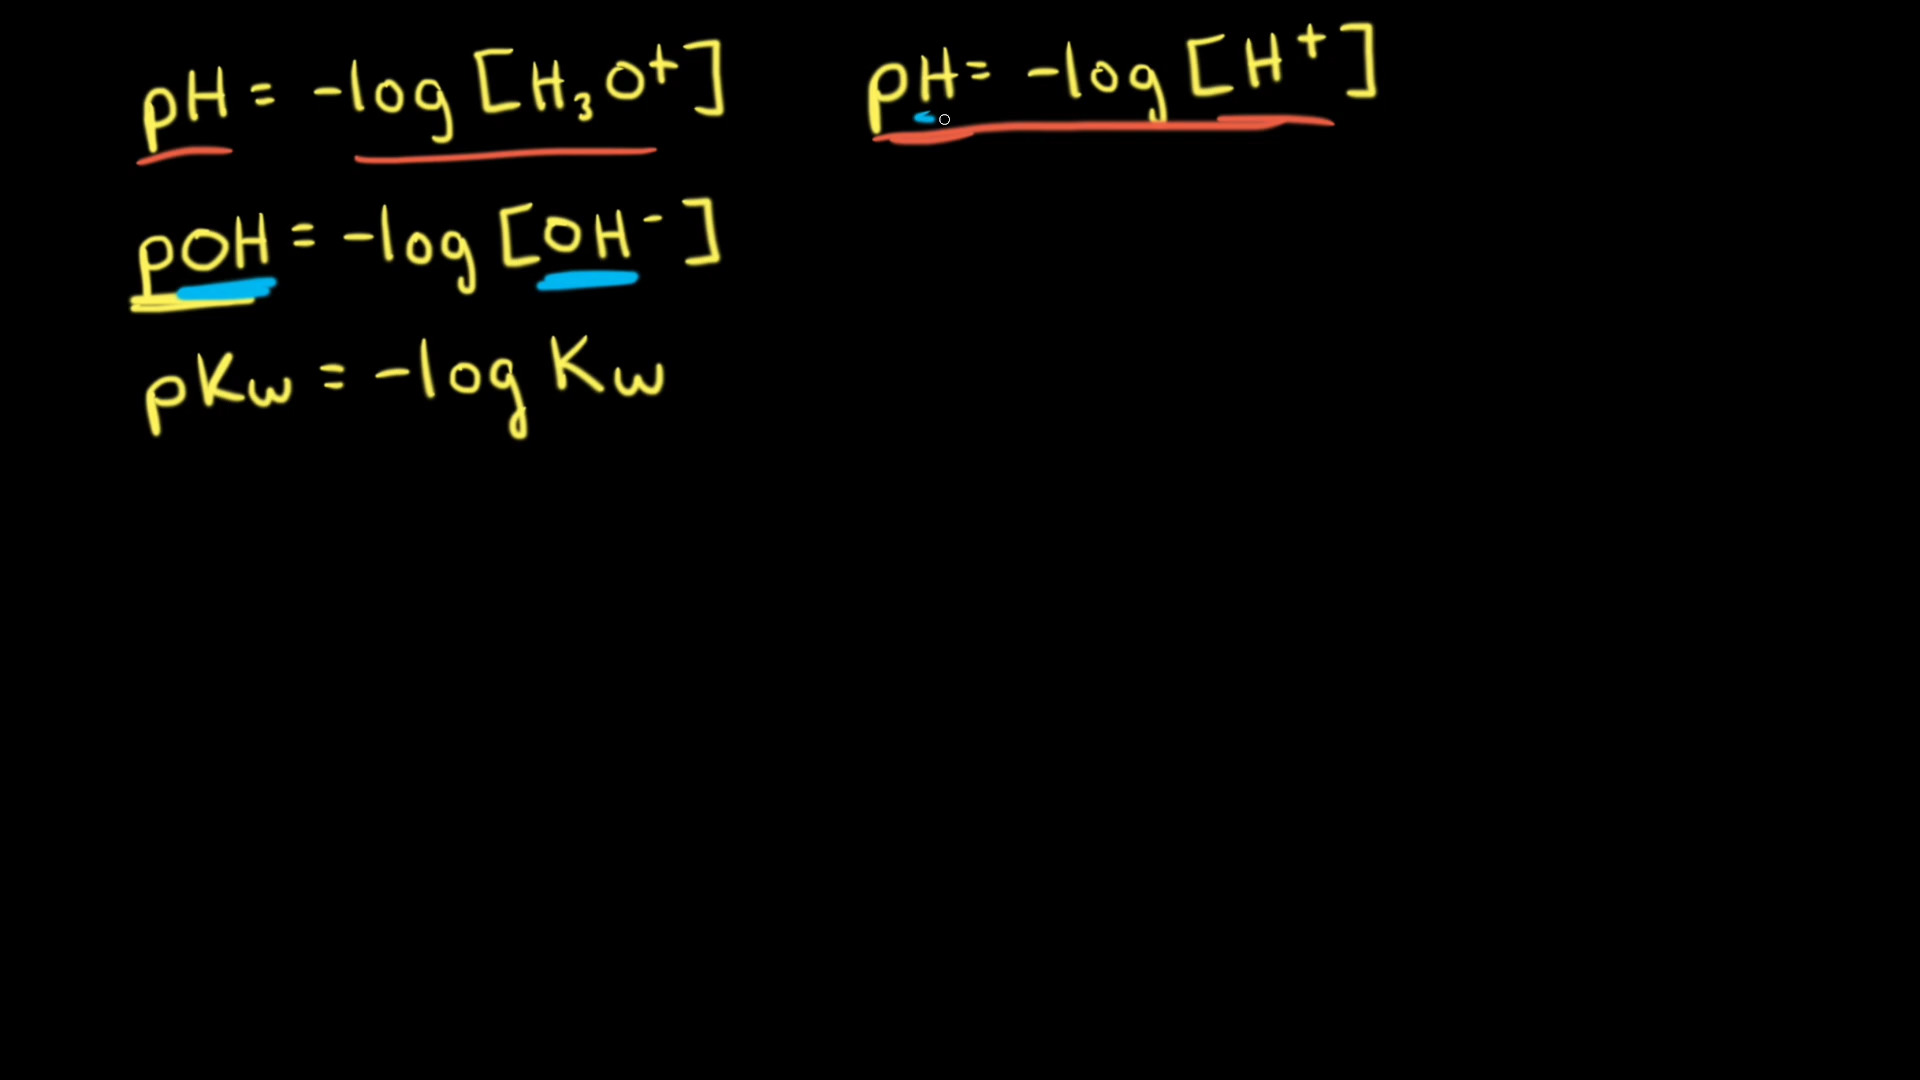 pH = -log [H₃O⁺]
pH = -log [H⁺]
pOH = -log [OH⁻]
pKw = -log Kw